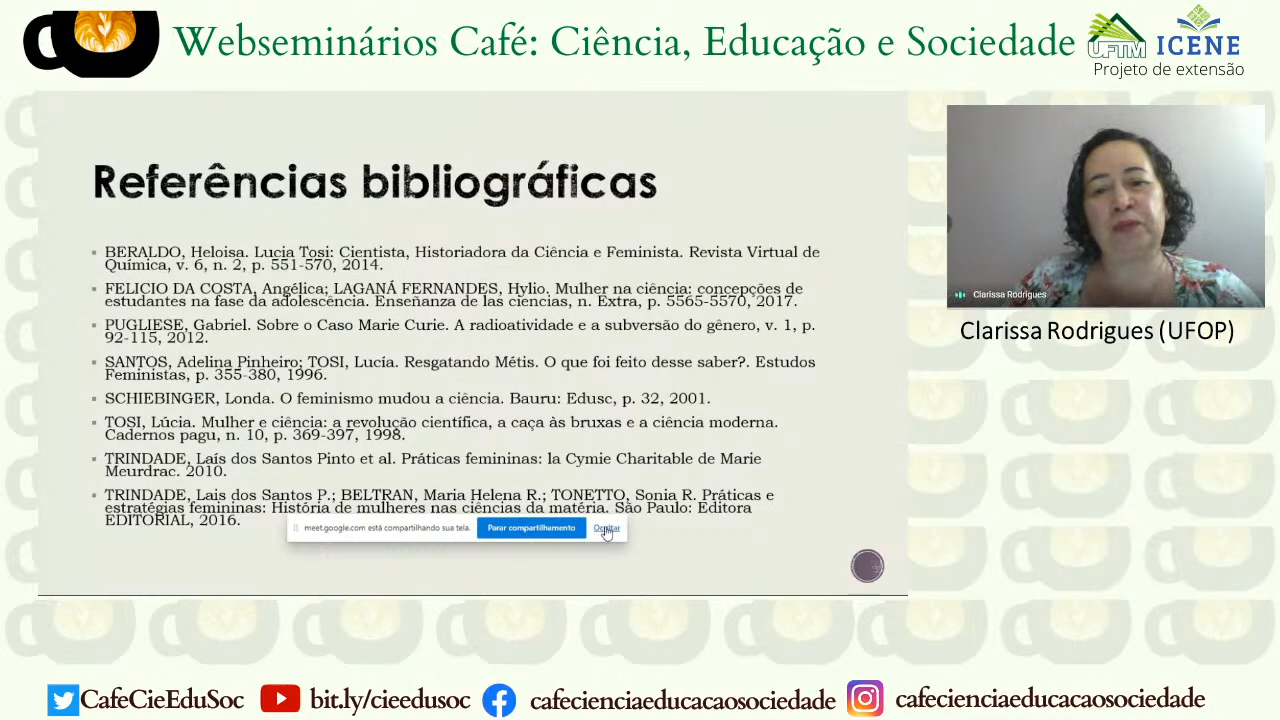 Webseminários Café: Ciência, Educação e Sociedade
UFTM
ICENE
Projeto de extensão
Referências bibliográficas
BERALDO, Heloisa. Lucia Tosi: Cientista, Historiadora da Ciência e Feminista. Revista Virtual de
Química, v. 6, n. 2, p. 551-570, 2014.
FELICIO DA COSTA, Angélica; LAGANÁ FERNANDES, Hylio. Mulher na ciência: concepções de
estudantes na fase da adolescência. Enseñanza de las ciencias, n. Extra, p. 5565-5570, 2017.
PUGLIESE, Gabriel. Sobre o Caso Marie Curie. A radioatividade e a subversão do gênero, v. 1, p.
92-115, 2012.
SANTOS, Adelina Pinheiro; TOSI, Lucía. Resgatando Métis. O que foi feito desse saber?. Estudos
Feministas, p. 355-380, 1996.
SCHIEBINGER, Londa. O feminismo mudou a ciência. Bauru: Edusc, p. 32, 2001.
TOSI, Lúcia. Mulher e ciência: a revolução científica, a caça às bruxas e a ciência moderna.
Cadernos pagu, n. 10, p. 369-397, 1998.
TRINDADE, Laís dos Santos Pinto et al. Práticas femininas: la Cymie Charitable de Marie
Meurdrac. 2010.
TRINDADE, Lais dos Santos P.; BELTRAN, Maria Helena R.; TONETTO, Sonia R. Práticas e
estratégias femininas: História de mulheres nas ciências da matéria. São Paulo: Editora
EDITORIAL, 2016.
meet.google.com está compartilhando sua tela.
Parar compartilhamento
Ocultar
Clarissa Rodrigues
Clarissa Rodrigues (UFOP)
CafeCieEduSoc
bit.ly/cieedusoc
cafecienciaeducacaosociedade
cafecienciaeducacaosociedade